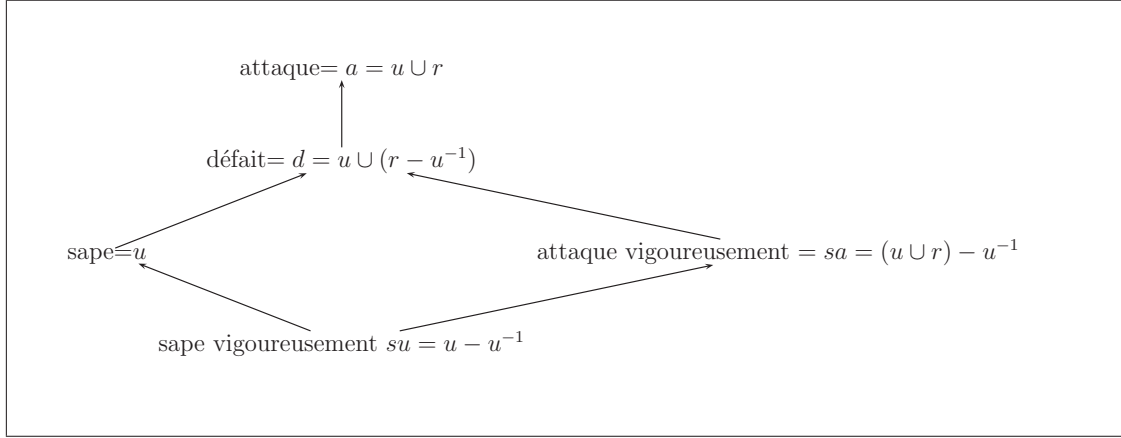 attaque= a = u ∪ r
défait= d = u ∪ (r − u⁻¹)
sape=u
attaque vigoureusement = sa = (u ∪ r) − u⁻¹
sape vigoureusement su = u − u⁻¹